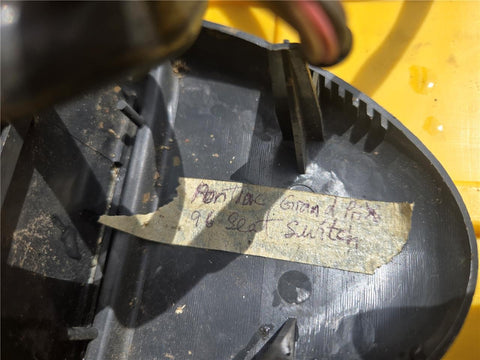 Pontiac Grand Prix
96 Seat Switch